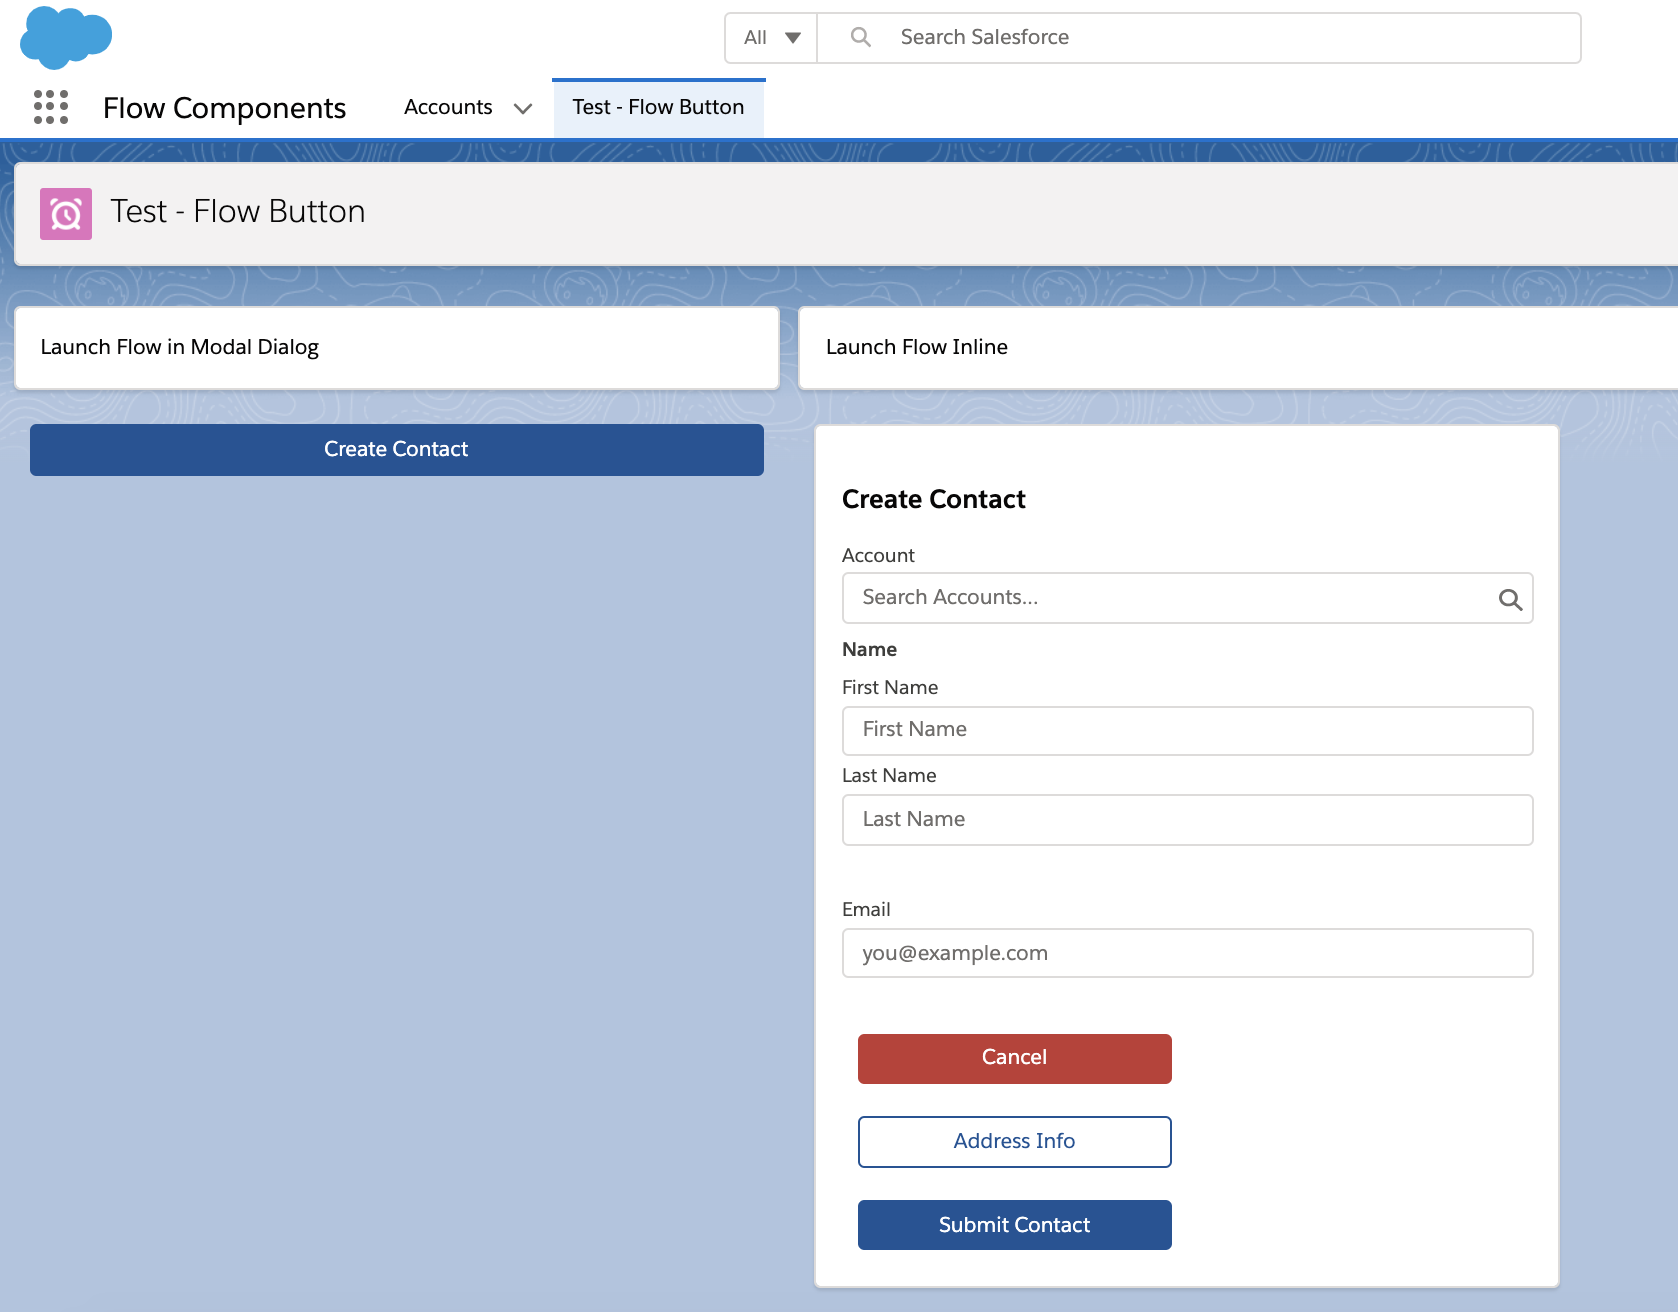 All
Search Salesforce
Flow Components
Accounts
Test - Flow Button
Test - Flow Button
Launch Flow in Modal Dialog
Launch Flow Inline
Create Contact
Create Contact
Account
Search Accounts...
Name
First Name
First Name
Last Name
Last Name
Email
you@example.com
Cancel
Address Info
Submit Contact